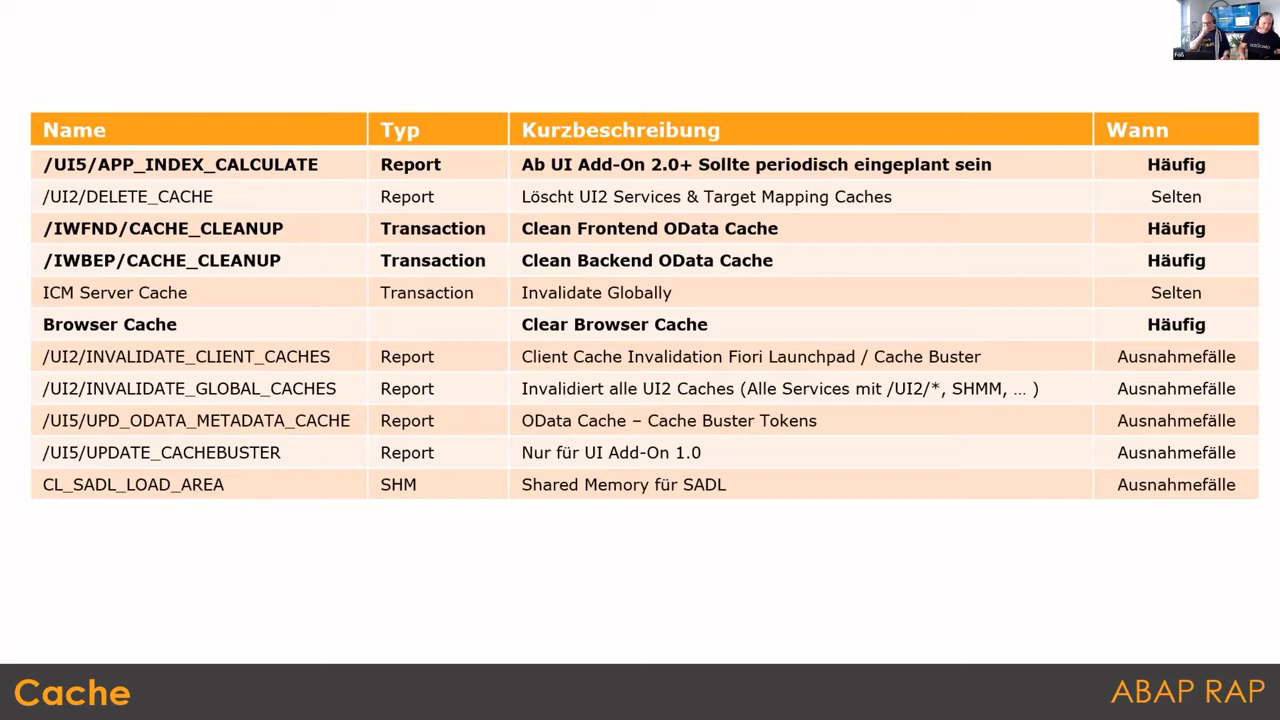 Name Typ Kurzbeschreibung Wann
/UI5/APP_INDEX_CALCULATE Report Ab UI Add-On 2.0+ Sollte periodisch eingeplant sein Häufig
/UI2/DELETE_CACHE Report Löscht UI2 Services & Target Mapping Caches Selten
/IWFND/CACHE_CLEANUP Transaction Clean Frontend OData Cache Häufig
/IWBEP/CACHE_CLEANUP Transaction Clean Backend OData Cache Häufig
ICM Server Cache Transaction Invalidate Globally Selten
Browser Cache Clear Browser Cache Häufig
/UI2/INVALIDATE_CLIENT_CACHES Report Client Cache Invalidation Fiori Launchpad / Cache Buster Ausnahmefälle
/UI2/INVALIDATE_GLOBAL_CACHES Report Invalidiert alle UI2 Caches (Alle Services mit /UI2/*, SHMM, … ) Ausnahmefälle
/UI5/UPD_ODATA_METADATA_CACHE Report OData Cache – Cache Buster Tokens Ausnahmefälle
/UI5/UPDATE_CACHEBUSTER Report Nur für UI Add-On 1.0 Ausnahmefälle
CL_SADL_LOAD_AREA SHM Shared Memory für SADL Ausnahmefälle
Cache ABAP RAP